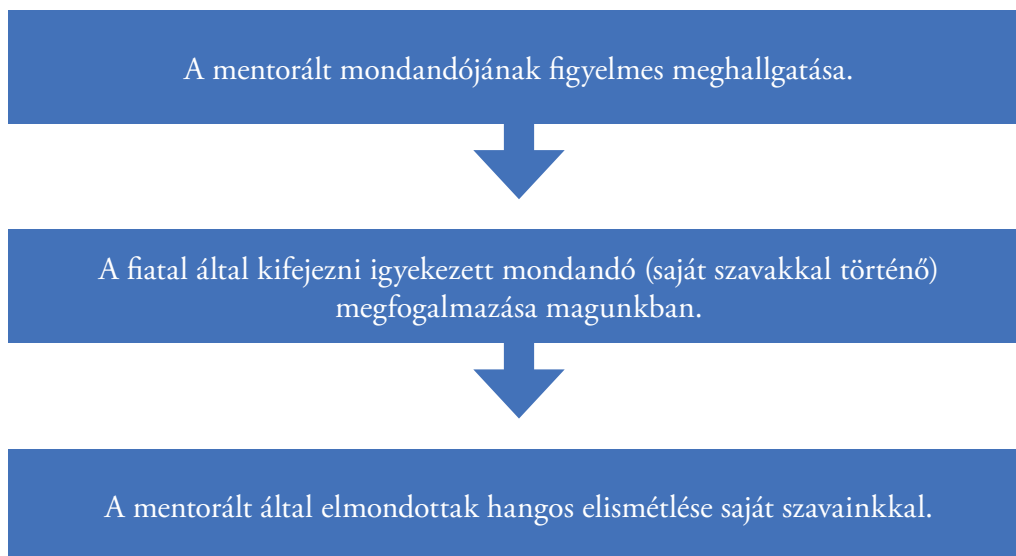 A mentorált mondandójának figyelmes meghallgatása.
A fiatal által kifejezni igyekezett mondandó (saját szavakkal történő)
megfogalmazása magunkban.
A mentorált által elmondottak hangos elismétlése saját szavainkkal.